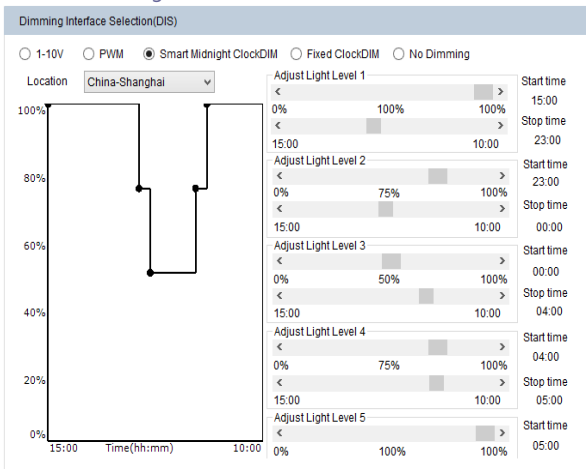 Dimming Interface Selection(DIS)
1-10V PWM Smart Midnight ClockDIM Fixed ClockDIM No Dimming
Location China-Shanghai
100%
80%
60%
40%
20%
0%
15:00 Time(hh:mm) 10:00
Adjust Light Level 1
0% 100% 100%
15:00 10:00
Start time
15:00
Stop time
23:00
Adjust Light Level 2
0% 75% 100%
15:00 10:00
Start time
23:00
Stop time
00:00
Adjust Light Level 3
0% 50% 100%
15:00 10:00
Start time
00:00
Stop time
04:00
Adjust Light Level 4
0% 75% 100%
15:00 10:00
Start time
04:00
Stop time
05:00
Adjust Light Level 5
0% 100% 100%
Start time
05:00